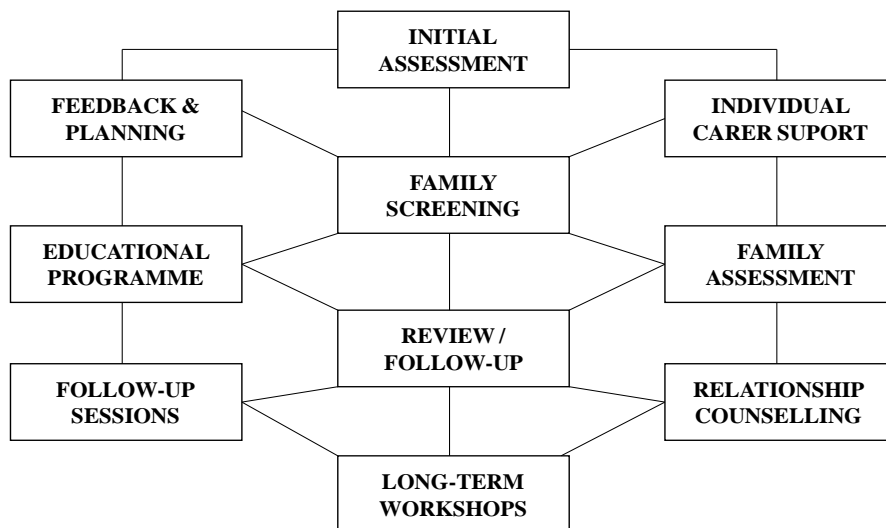 INITIAL
ASSESSMENT
FEEDBACK &
PLANNING
INDIVIDUAL
CARER SUPORT
FAMILY
SCREENING
EDUCATIONAL
PROGRAMME
FAMILY
ASSESSMENT
REVIEW /
FOLLOW-UP
FOLLOW-UP
SESSIONS
RELATIONSHIP
COUNSELLING
LONG-TERM
WORKSHOPS